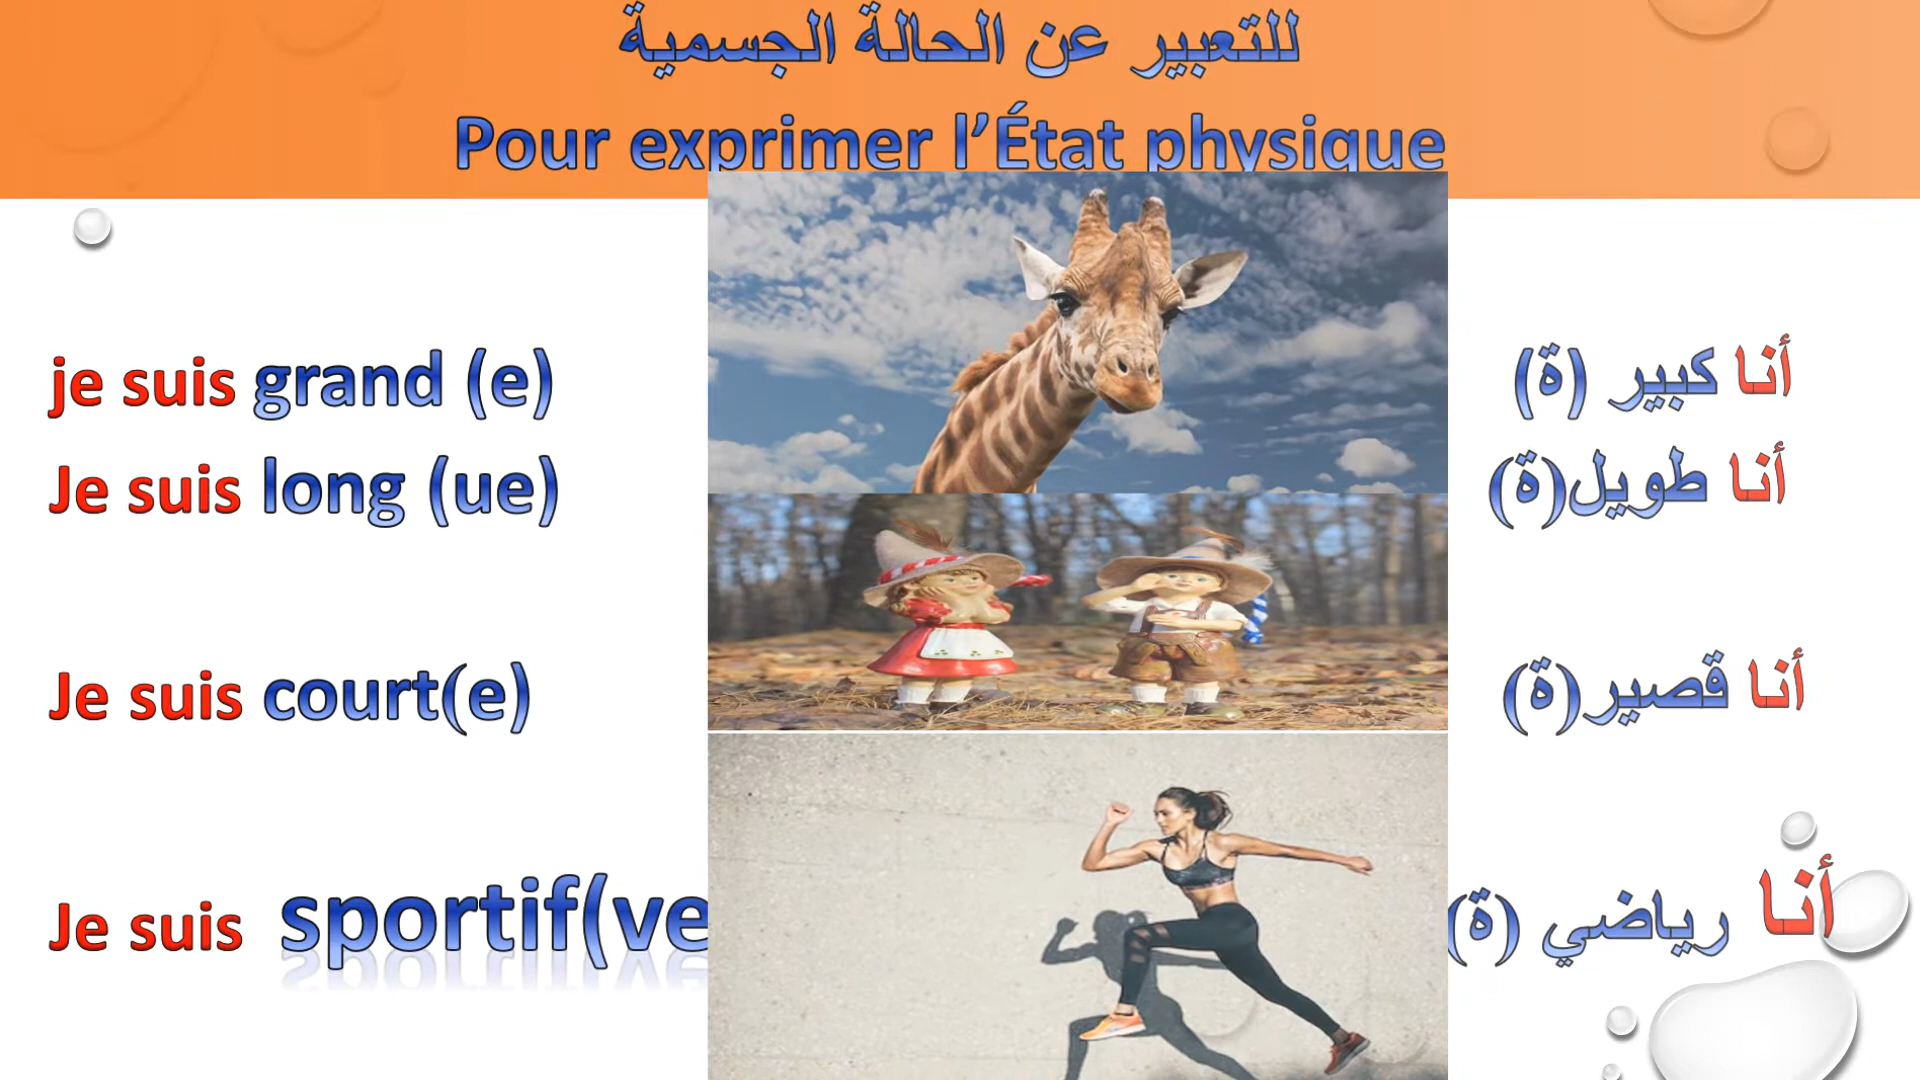 للتعبير عن الحالة الجسمية
Pour exprimer l’État physique
je suis grand (e)
أنا كبير (ة)
Je suis long (ue)
أنا طويل(ة)
Je suis court(e)
أنا قصير(ة)
Je suis sportif(ve
أنا رياضي (ة)